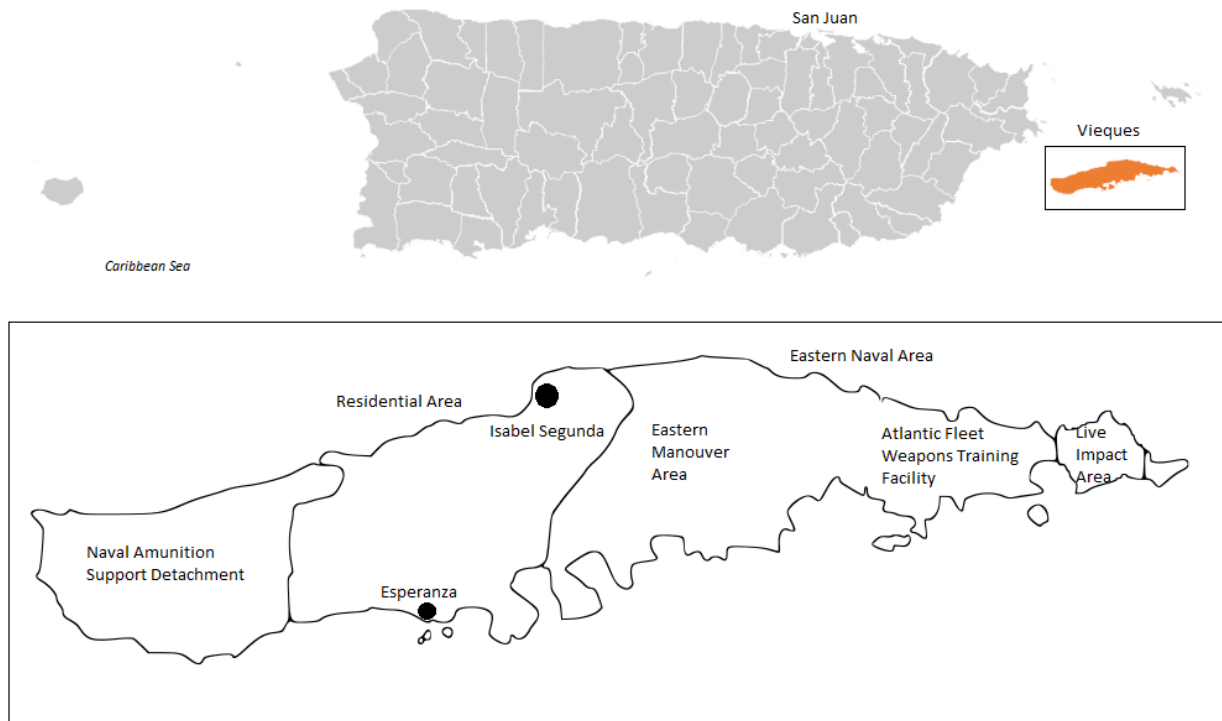 San Juan
Vieques
Caribbean Sea
Eastern Naval Area
Residential Area
Isabel Segunda
Eastern
Manouver
Area
Atlantic Fleet
Weapons Training
Facility
Live
Impact
Area
Naval Amunition
Support Detachment
Esperanza